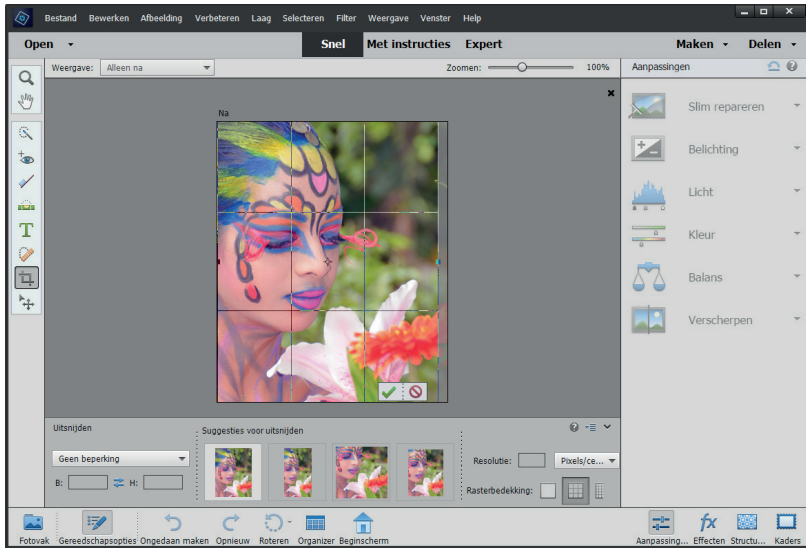 Bestand Bewerken Afbeelding Verbeteren Laag Selecteren Filter Weergave Venster Help
Open Snel Met instructies Expert Maken Delen
Weergave: Alleen na Zoomen: 100% Aanpassingen
Na
Slim repareren
Belichting
Licht
Kleur
Balans
Verscherpen
T
Uitsnijden
Suggesties voor uitsnijden
Geen beperking
Resolutie: Pixels/ce...
B: H:
Rasterbedekking:
fx
Fotovak Gereedschapsopties Ongedaan maken Opnieuw Roteren Organizer Beginscherm Aanpassing... Effecten Structu... Kaders